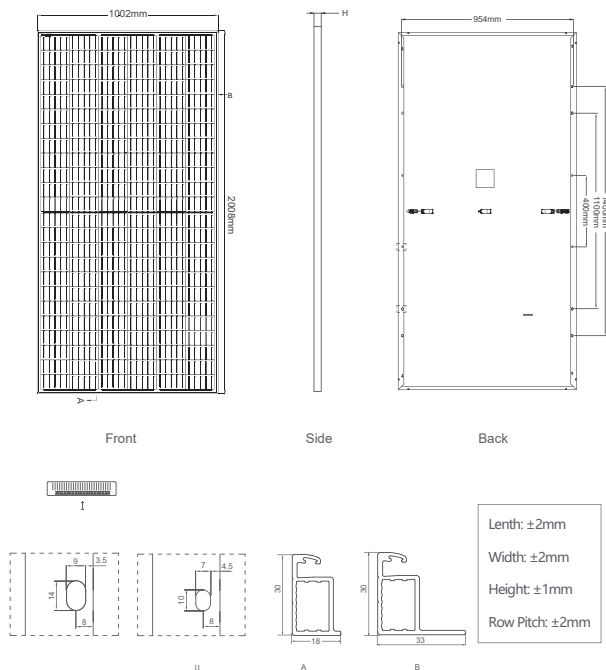 1002mm
H
954mm
B
2008mm
400mm
1100mm
1400mm
A
Front
Side
Back
I
9
3.5
14
8
7
4.5
10
8
30
18
30
33
II
A
B
Lenth: ±2mm
Width: ±2mm
Height: ±1mm
Row Pitch: ±2mm